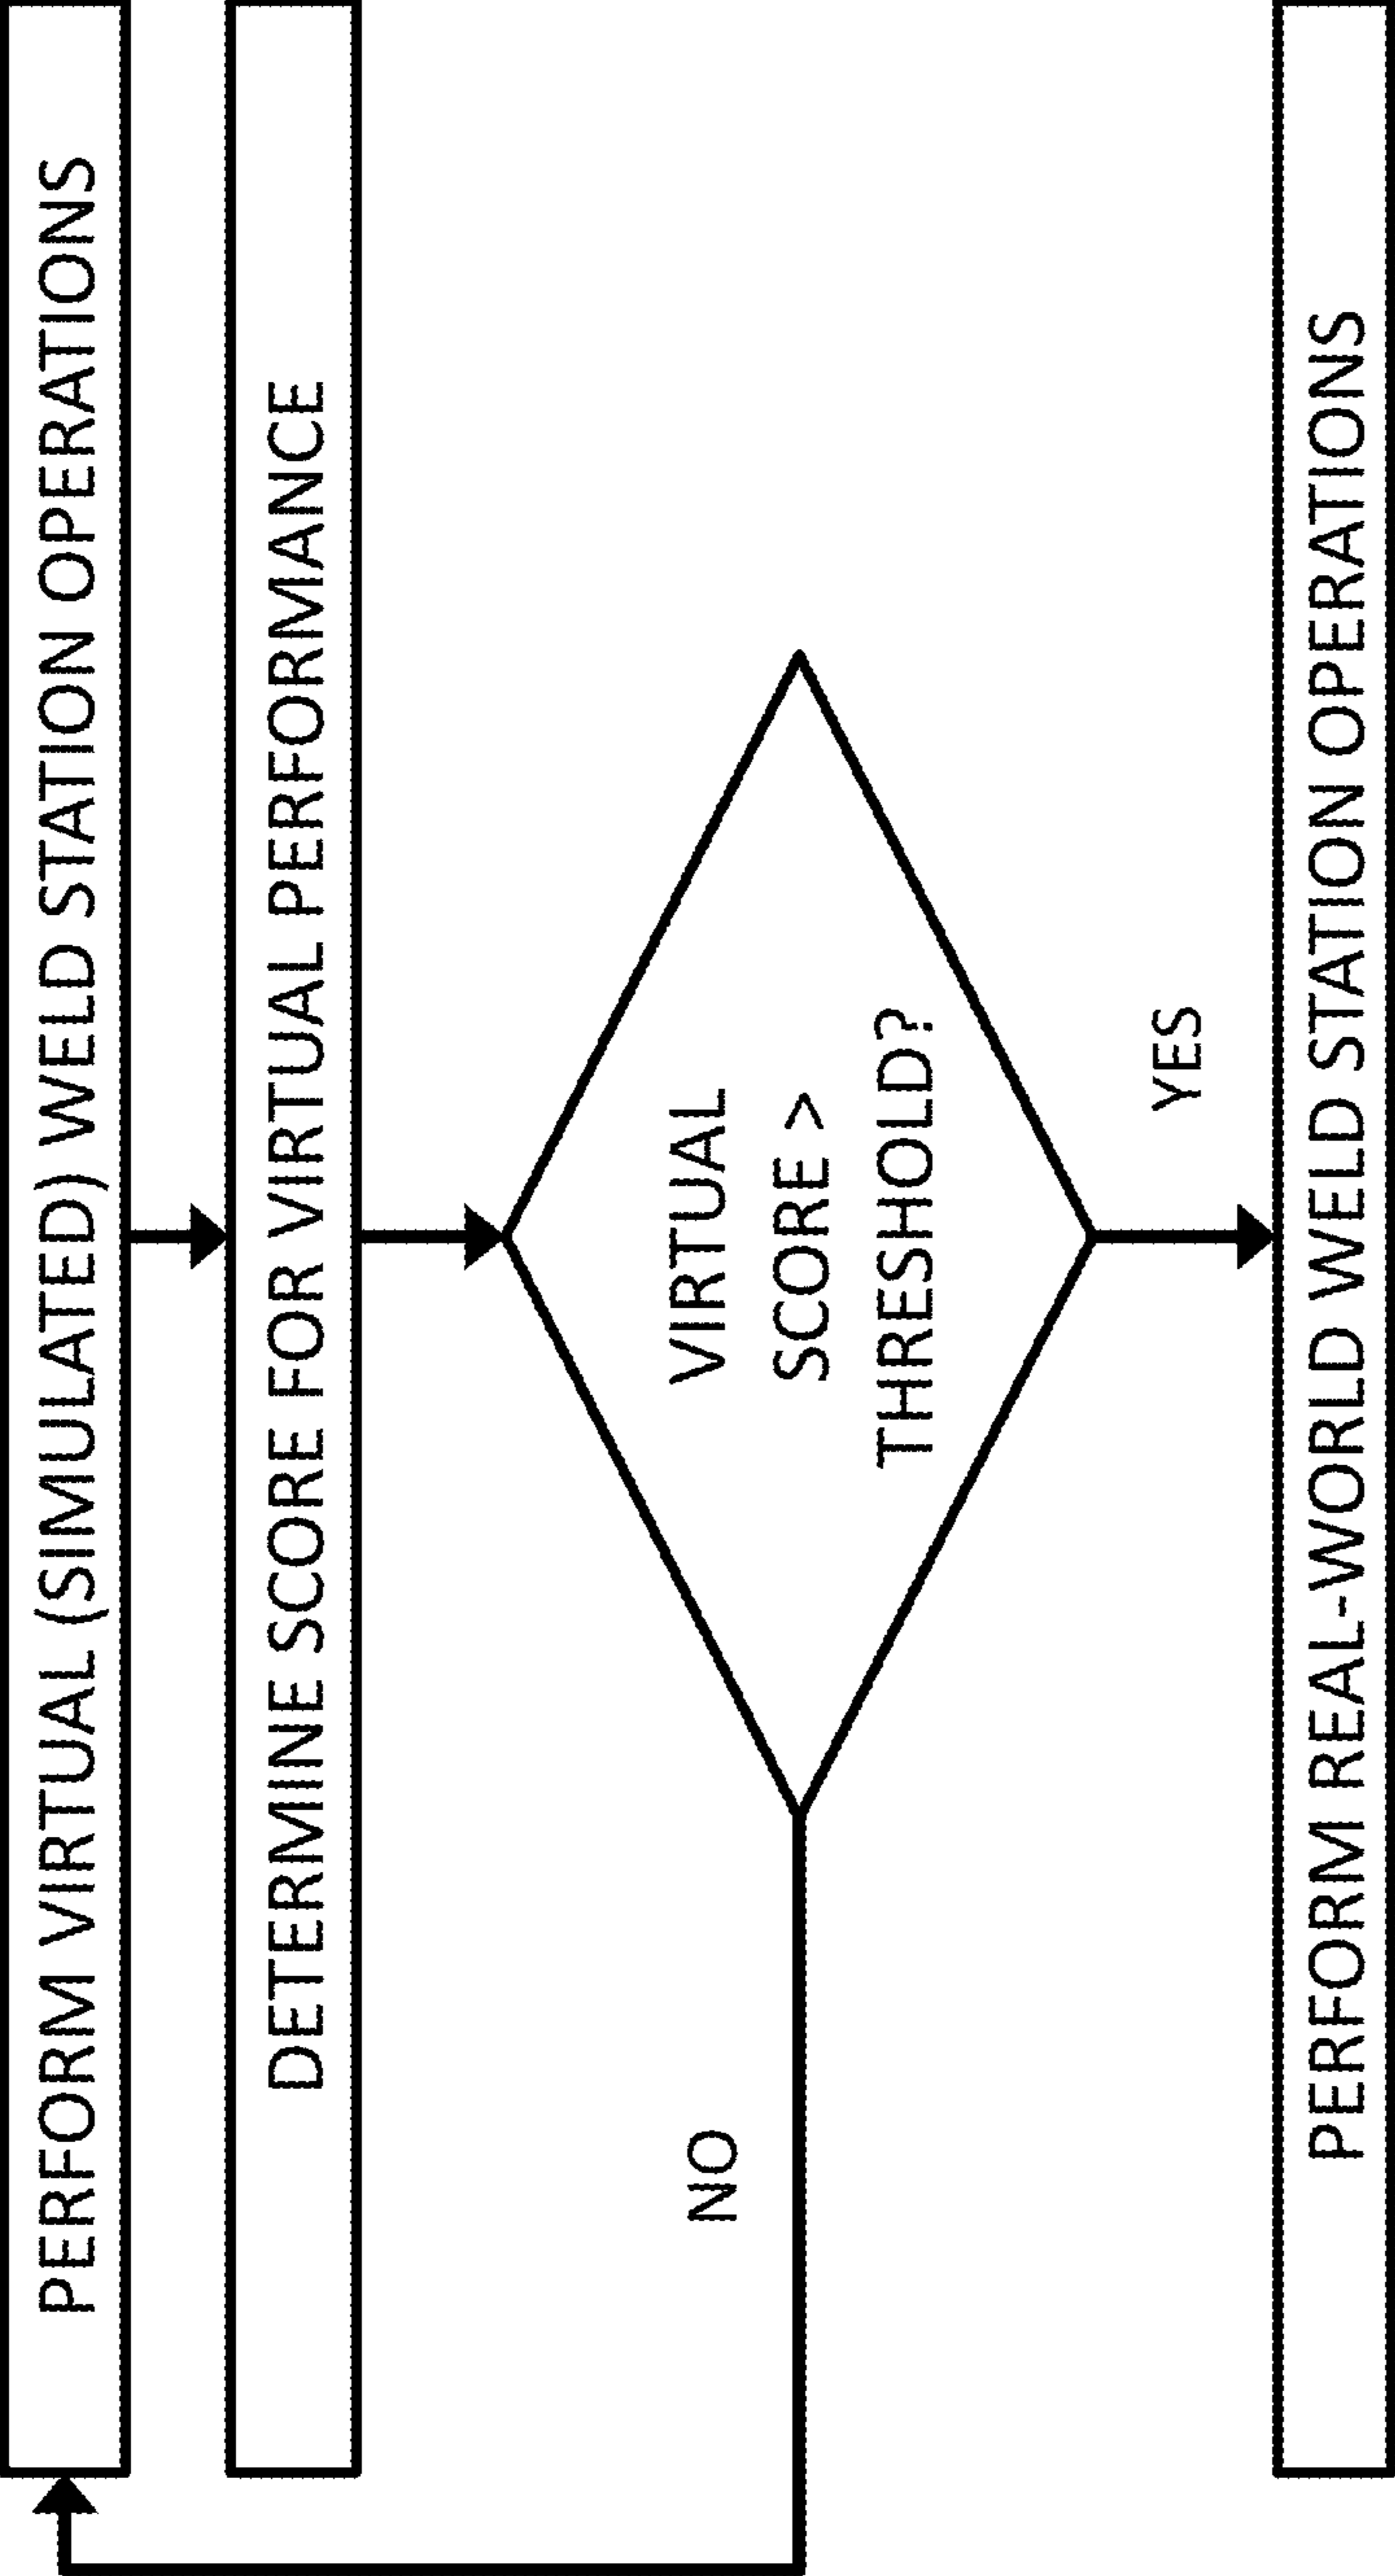 PERFORM VIRTUAL (SIMULATED) WELD STATION OPERATIONS
DETERMINE SCORE FOR VIRTUAL PERFORMANCE
VIRTUAL
SCORE >
THRESHOLD?
NO
YES
PERFORM REAL-WORLD WELD STATION OPERATIONS